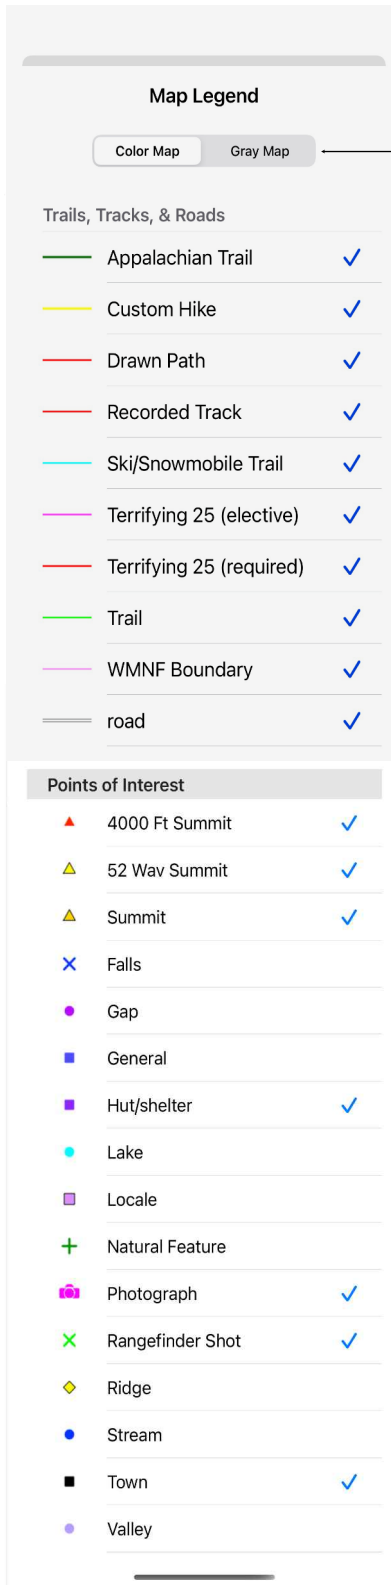 Map Legend
Color Map Gray Map
Trails, Tracks, & Roads
Appalachian Trail
Custom Hike
Drawn Path
Recorded Track
Ski/Snowmobile Trail
Terrifying 25 (elective)
Terrifying 25 (required)
Trail
WMNF Boundary
road
Points of Interest
4000 Ft Summit
52 Wav Summit
Summit
Falls
Gap
General
Hut/shelter
Lake
Locale
Natural Feature
Photograph
Rangefinder Shot
Ridge
Stream
Town
Valley